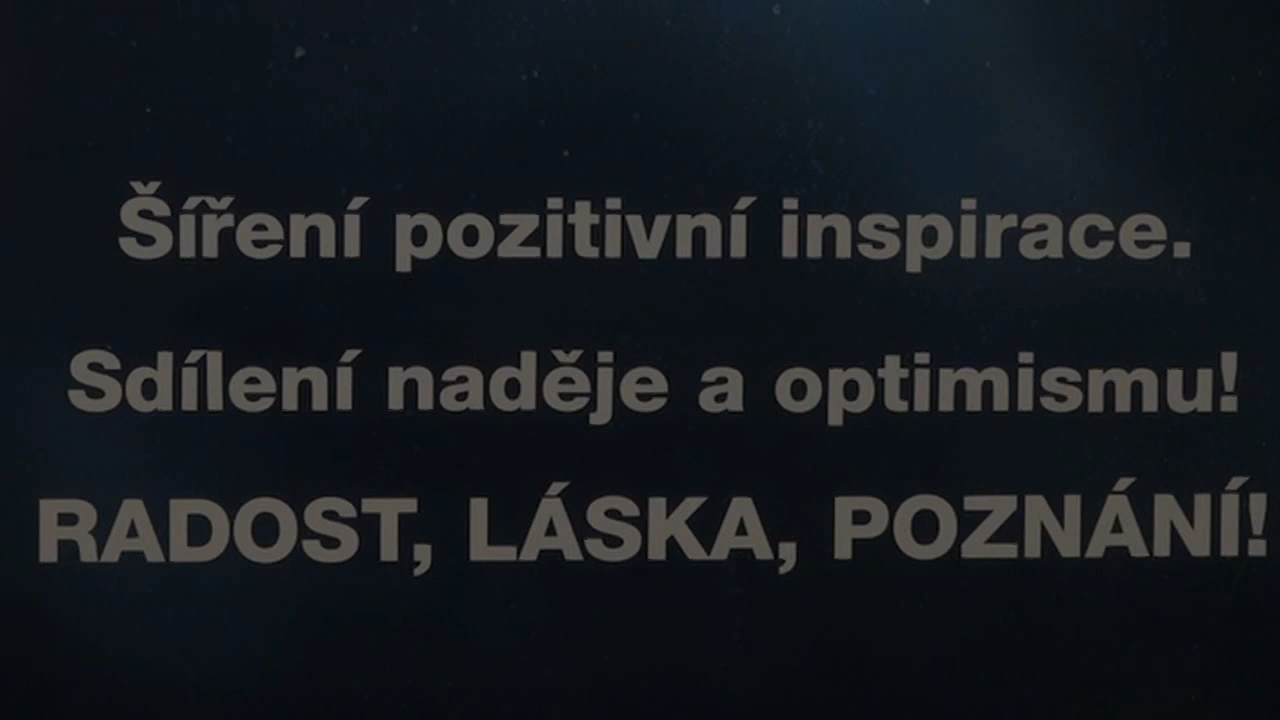 Šíření pozitivní inspirace.
Sdílení naděje a optimismu!
RADOST, LÁSKA, POZNÁNÍ!